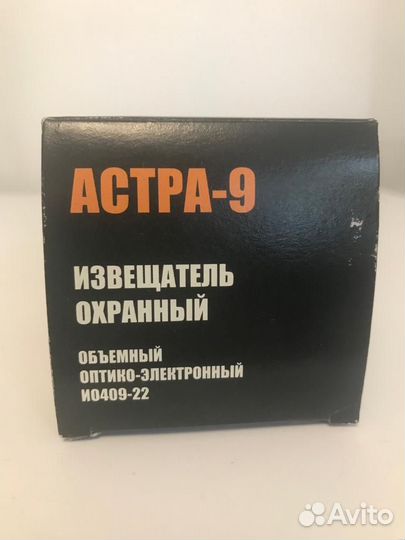 АСТРА-9
ИЗВЕЩАТЕЛЬ
ОХРАННЫЙ
ОБЪЕМНЫЙ
ОПТИКО-ЭЛЕКТРОННЫЙ
ИО409-22
Avito